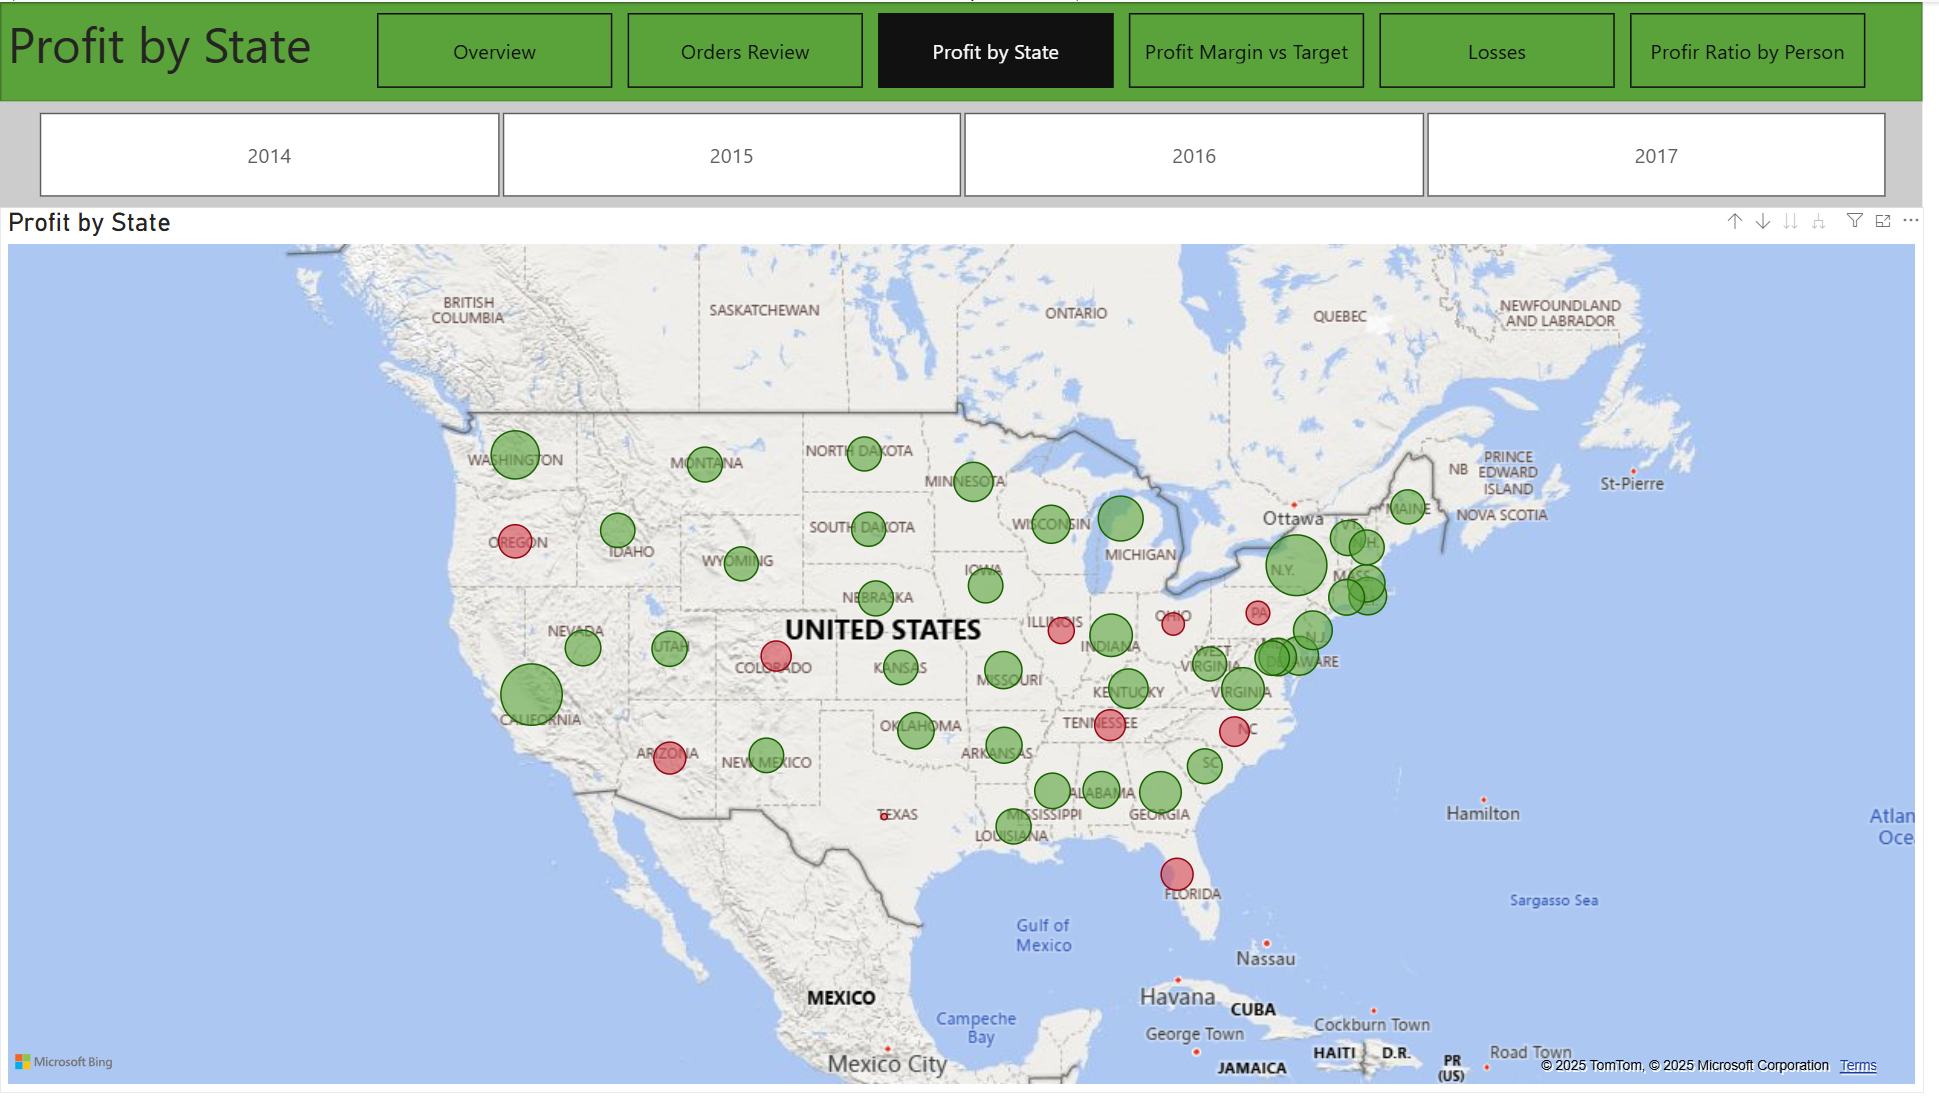 Profit by State
Overview
Orders Review
Profit by State
Profit Margin vs Target
Losses
Profir Ratio by Person
2014
2015
2016
2017
Profit by State
BRITISH
COLUMBIA
SASKATCHEWAN
ONTARIO
QUEBEC
NEWFOUNDLAND
AND LABRADOR
WASHINGTON
MONTANA
NORTH DAKOTA
MINNESOTA
NB
PRINCE
EDWARD
ISLAND
St-Pierre
OREGON
IDAHO
SOUTH DAKOTA
WISCONSIN
MICHIGAN
Ottawa
VT.
N.H.
MAINE
NOVA SCOTIA
WYOMING
IOWA
N.Y.
MASS.
NEBRASKA
NEVADA
UTAH
COLORADO
UNITED STATES
KANSAS
MISSOURI
ILLINOIS
INDIANA
OHIO
PA
N.J.
WEST
VIRGINIA
DELAWARE
KENTUCKY
VIRGINIA
CALIFORNIA
ARIZONA
NEW MEXICO
OKLAHOMA
ARKANSAS
TENNESSEE
NC
SC
TEXAS
MISSISSIPPI
ALABAMA
GEORGIA
LOUISIANA
FLORIDA
Hamilton
Atlan
Oce
Sargasso Sea
Gulf of
Mexico
Nassau
MEXICO
Havana
CUBA
Campeche
Bay
George Town
Cockburn Town
Mexico City
JAMAICA
HAITI
D.R.
PR
(US)
Road Town
Microsoft Bing
© 2025 TomTom, © 2025 Microsoft Corporation Terms